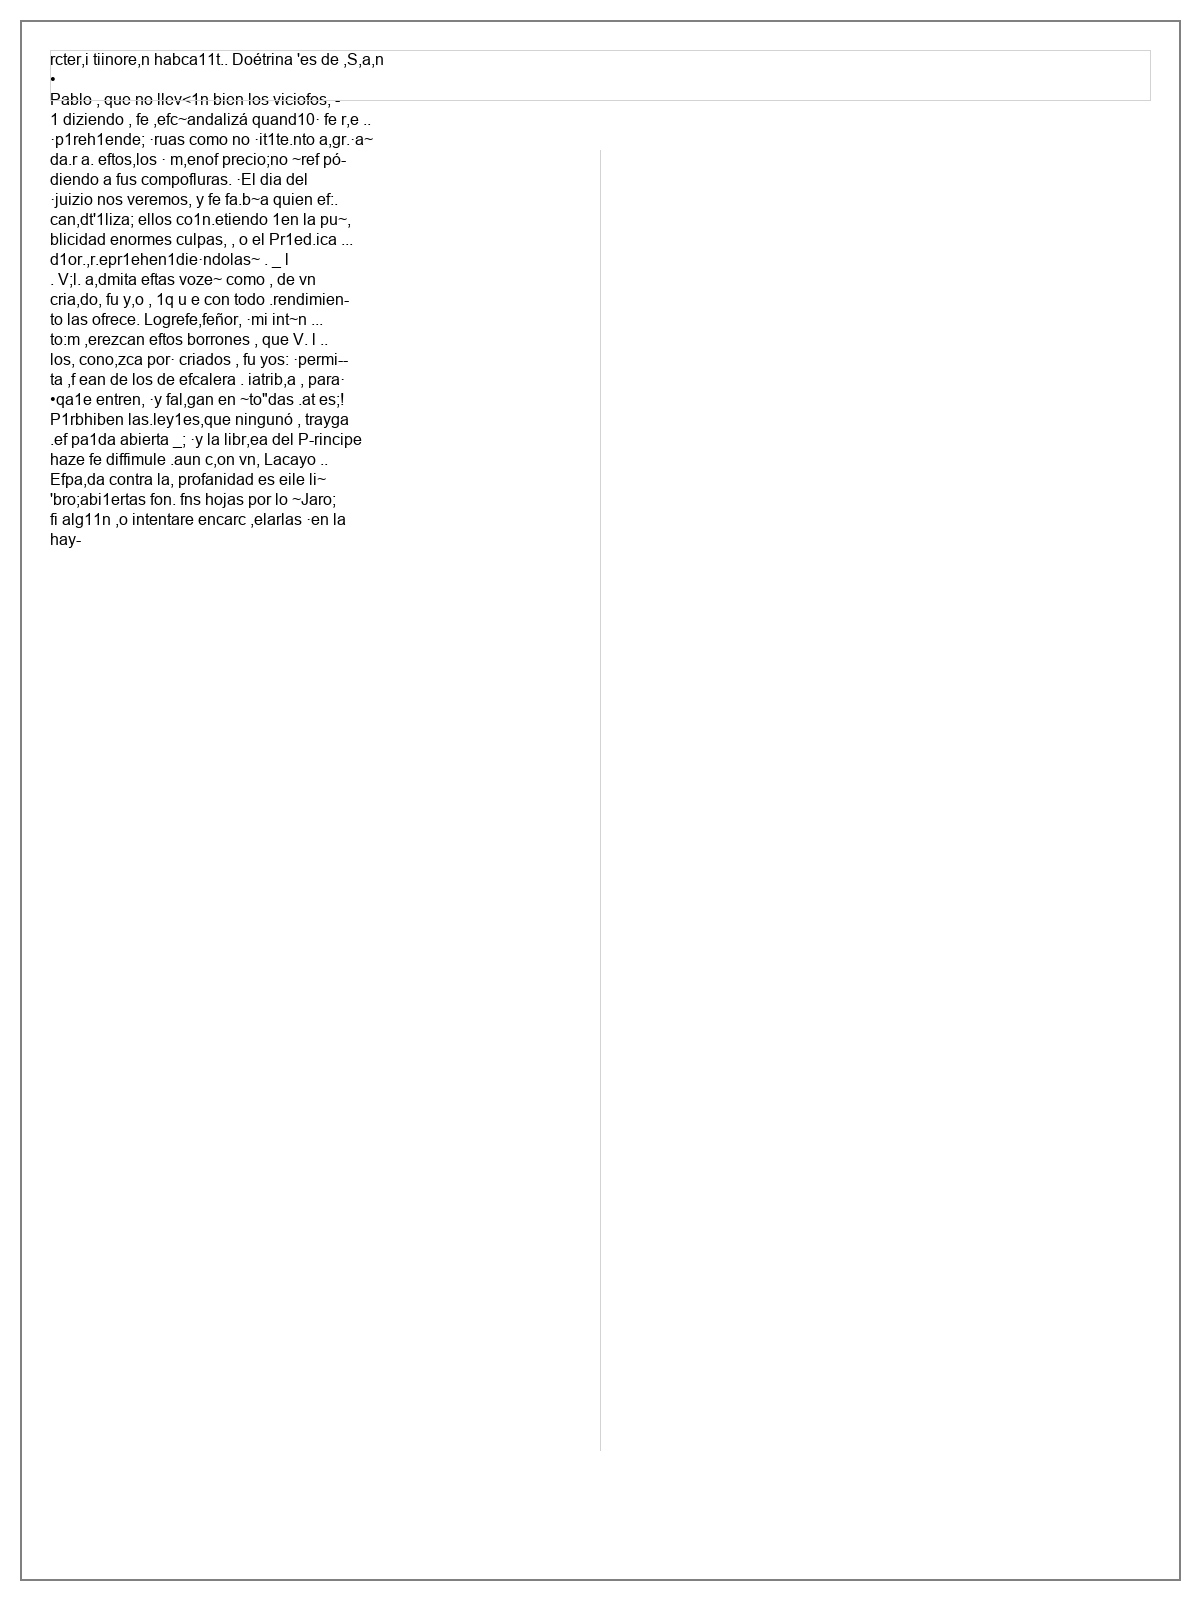 rcter,i tiinore,n habca11t.. Doétrina 'es de ,S,a,n
•
Pablo , que no llev<1n bien los viciofos, -
1 diziendo , fe ,efc~andalizá quand10· fe r,e ..
·p1reh1ende; ·ruas como no ·it1te.nto a,gr.·a~
da.r a. eftos,los · m,enof precio;no ~ref pó-
diendo a fus compofluras. ·El dia del
·juizio nos veremos, y fe fa.b~a quien ef:.
can,dt'1liza; ellos co1n.etiendo 1en la pu~,
blicidad enormes culpas, , o el Pr1ed.ica ...
d1or.,r.epr1ehen1die·ndolas~ . _ l
. V;l. a,dmita eftas voze~ como , de vn
cria,do, fu y,o , 1q u e con todo .rendimien-
to las ofrece. Logrefe,feñor, ·mi int~n ...
to:m ,erezcan eftos borrones , que V. l ..
los, cono,zca por· criados , fu yos: ·permi--
ta ,f ean de los de efcalera . iatrib,a , para·
•qa1e entren, ·y fal,gan en ~to"das .at es;!
P1rbhiben las.ley1es,que ningunó , trayga
.ef pa1da abierta _; ·y la libr,ea del P-rincipe
haze fe diffimule .aun c,on vn, Lacayo ..
Efpa,da contra la, profanidad es eile li~
'bro;abi1ertas fon. fns hojas por lo ~Jaro;
fi alg11n ,o intentare encarc ,elarlas ·en la
hay-